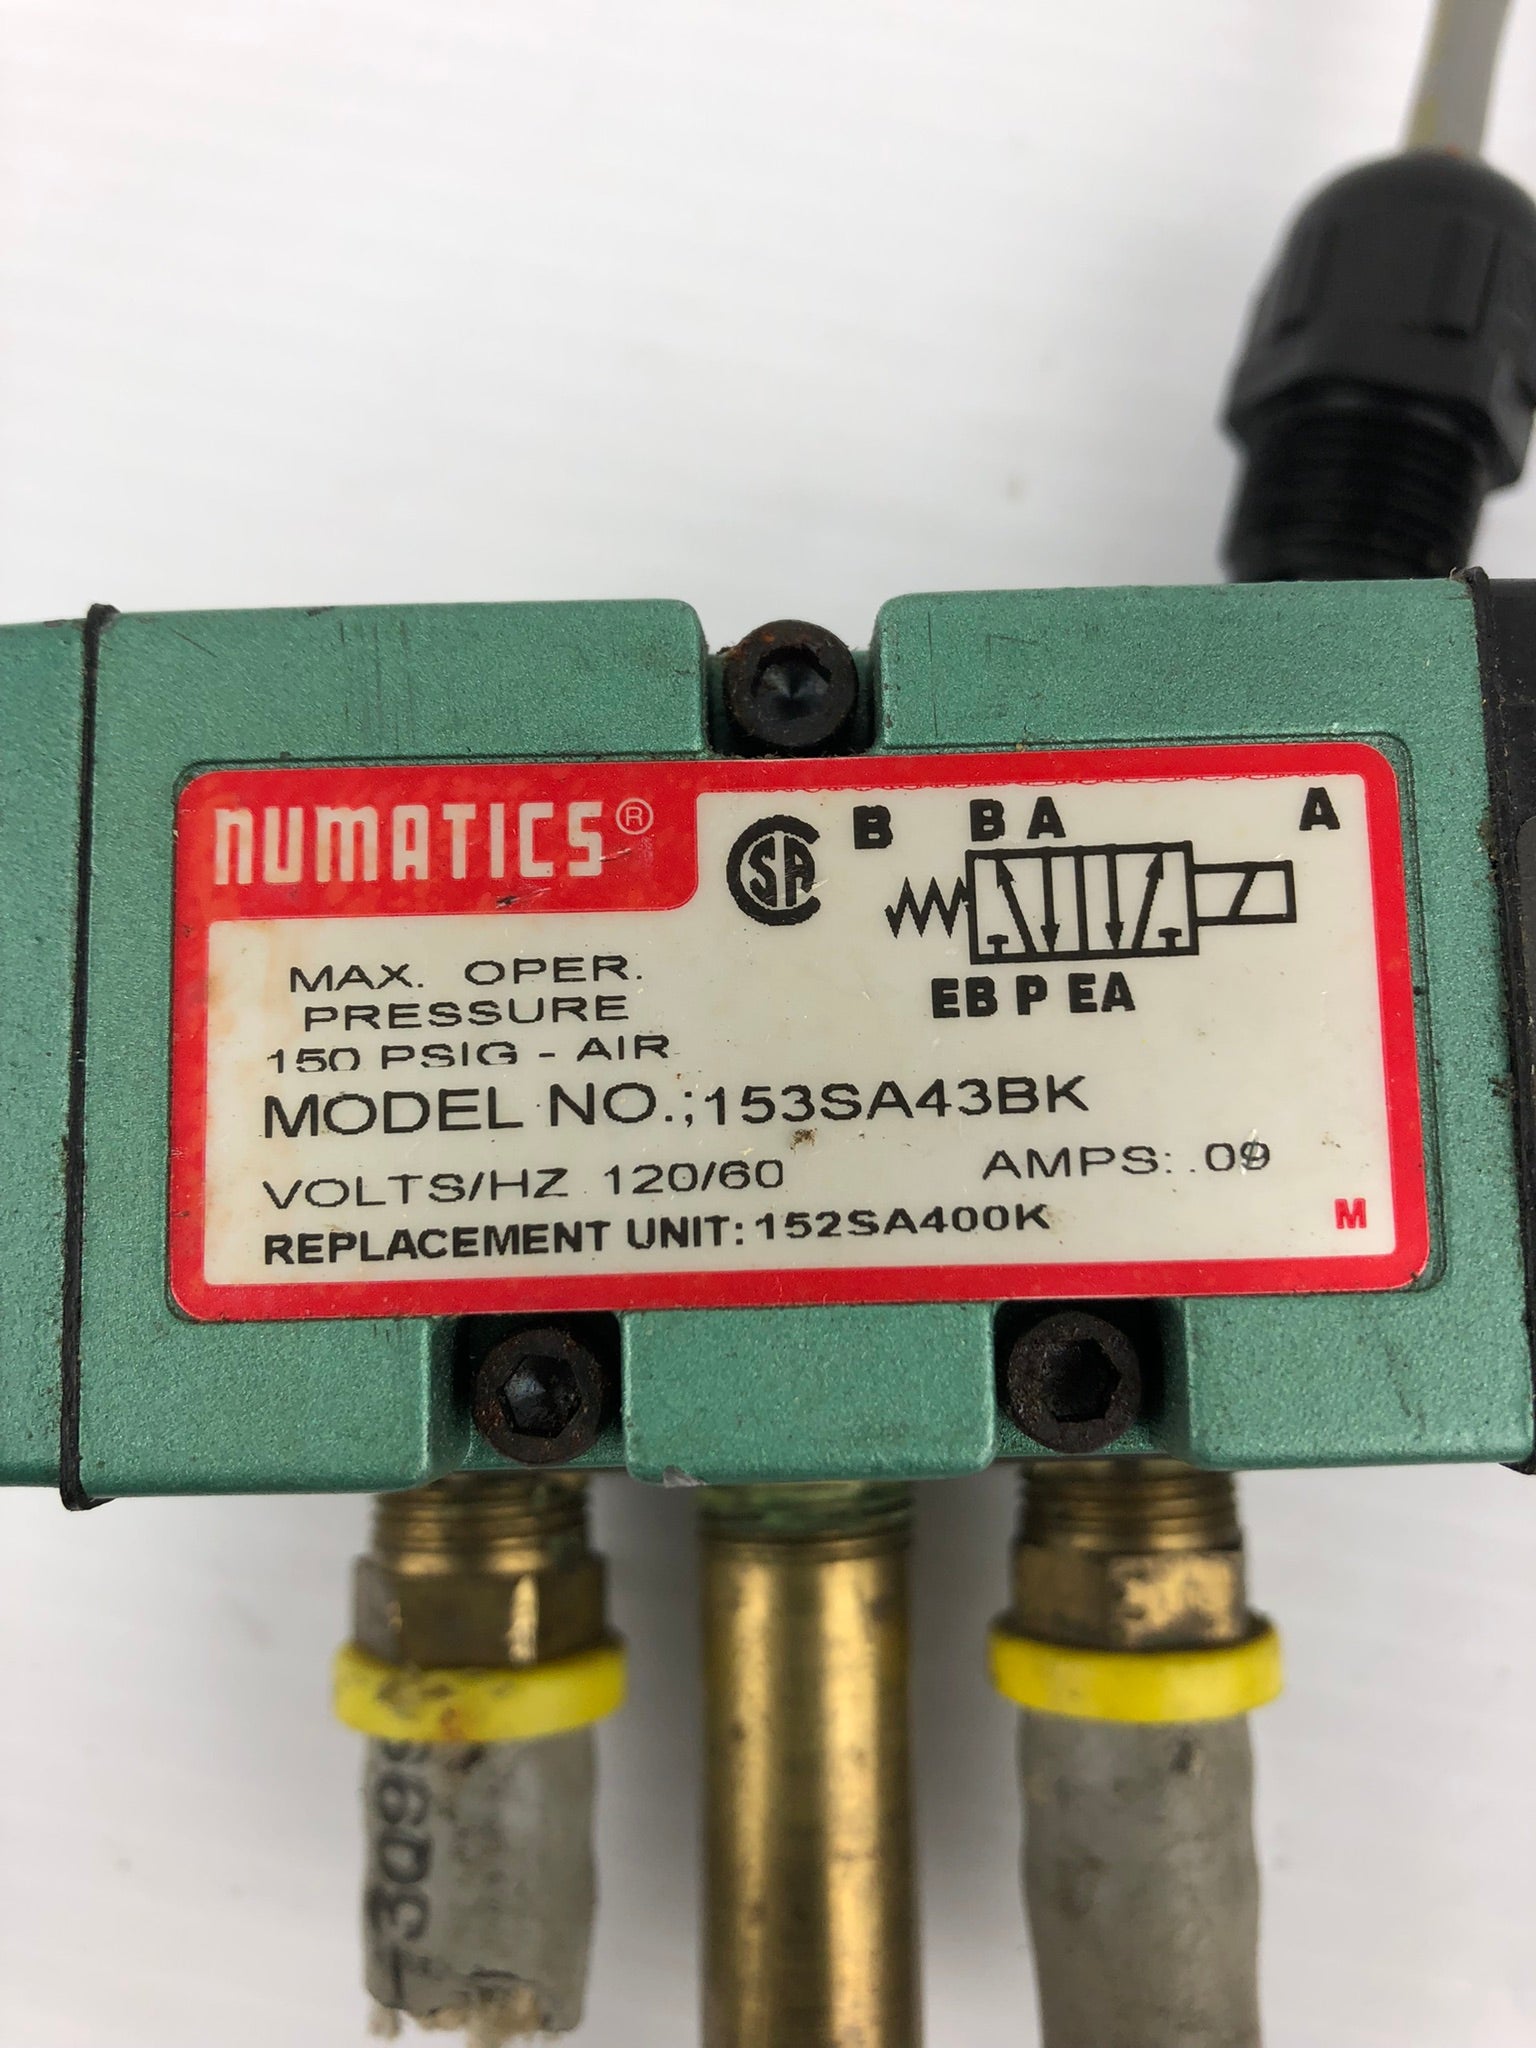 NUMATICS®
CSA
B B A A
EB P EA
MAX. OPER.
PRESSURE
150 PSIG - AIR
MODEL NO.;153SA43BK
VOLTS/HZ 120/60 AMPS: .09
REPLACEMENT UNIT: 152SA400K
M